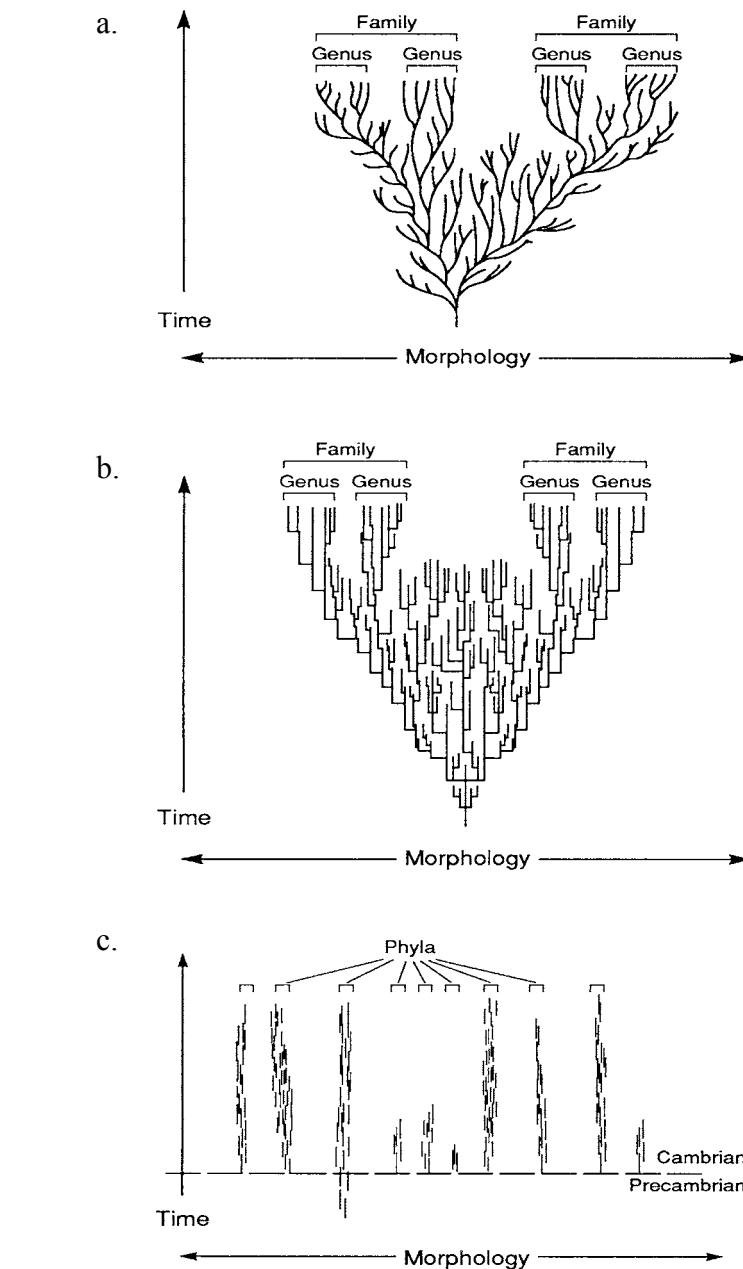 a.
Family Family
Genus Genus Genus Genus
Time
Morphology
b.
Family Family
Genus Genus Genus Genus
Time
Morphology
c.
Phyla
Cambrian
Precambrian
Time
Morphology